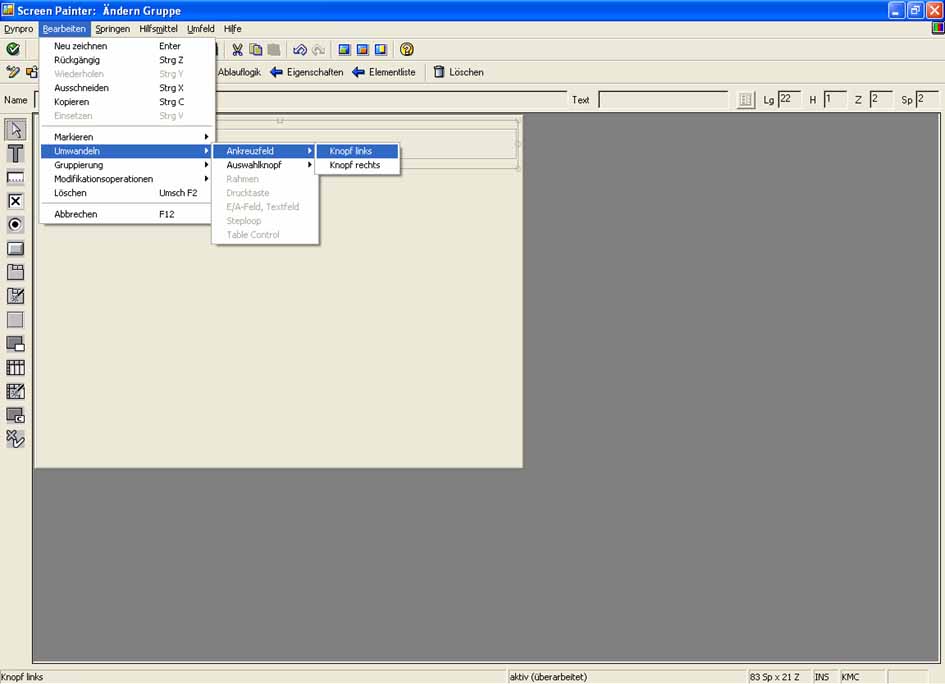 Screen Painter: Ändern Gruppe
Dynpro Bearbeiten Springen Hilfsmittel Umfeld Hilfe
Neu zeichnen Enter
Rückgängig Strg Z
Wiederholen Strg Y
Ausschneiden Strg X
Kopieren Strg C
Einsetzen Strg V
Markieren
Umwandeln
Gruppierung
Modifikationsoperationen
Löschen Umsch F2
Abbrechen F12
Ankreuzfeld
Auswahlknopf
Rahmen
Drucktaste
E/A-Feld, Textfeld
Steploop
Table Control
Knopf links
Knopf rechts
Ablauflogik Eigenschaften Elementliste Löschen
Name Text Lg 22 H 1 Z 2 Sp 2
Knopf links aktiv (überarbeitet) 83 Sp x 21 Z INS KMC